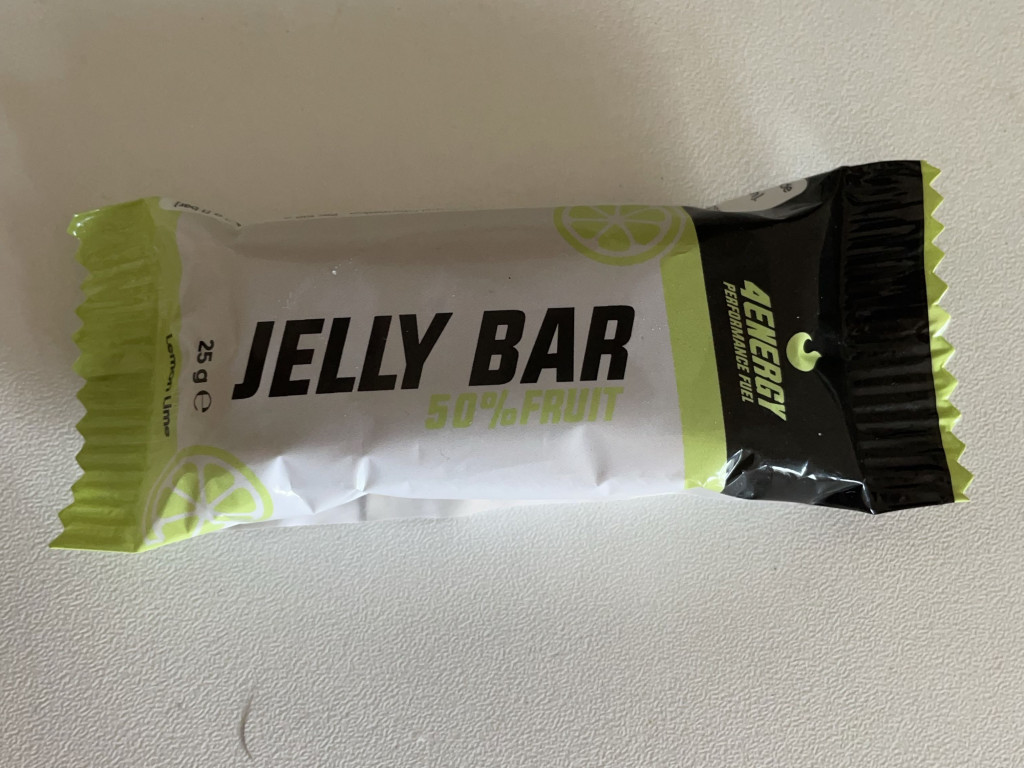 JELLY BAR
50% FRUIT
25 g e
Lemon Lime
4ENERGY
PERFORMANCE FUEL